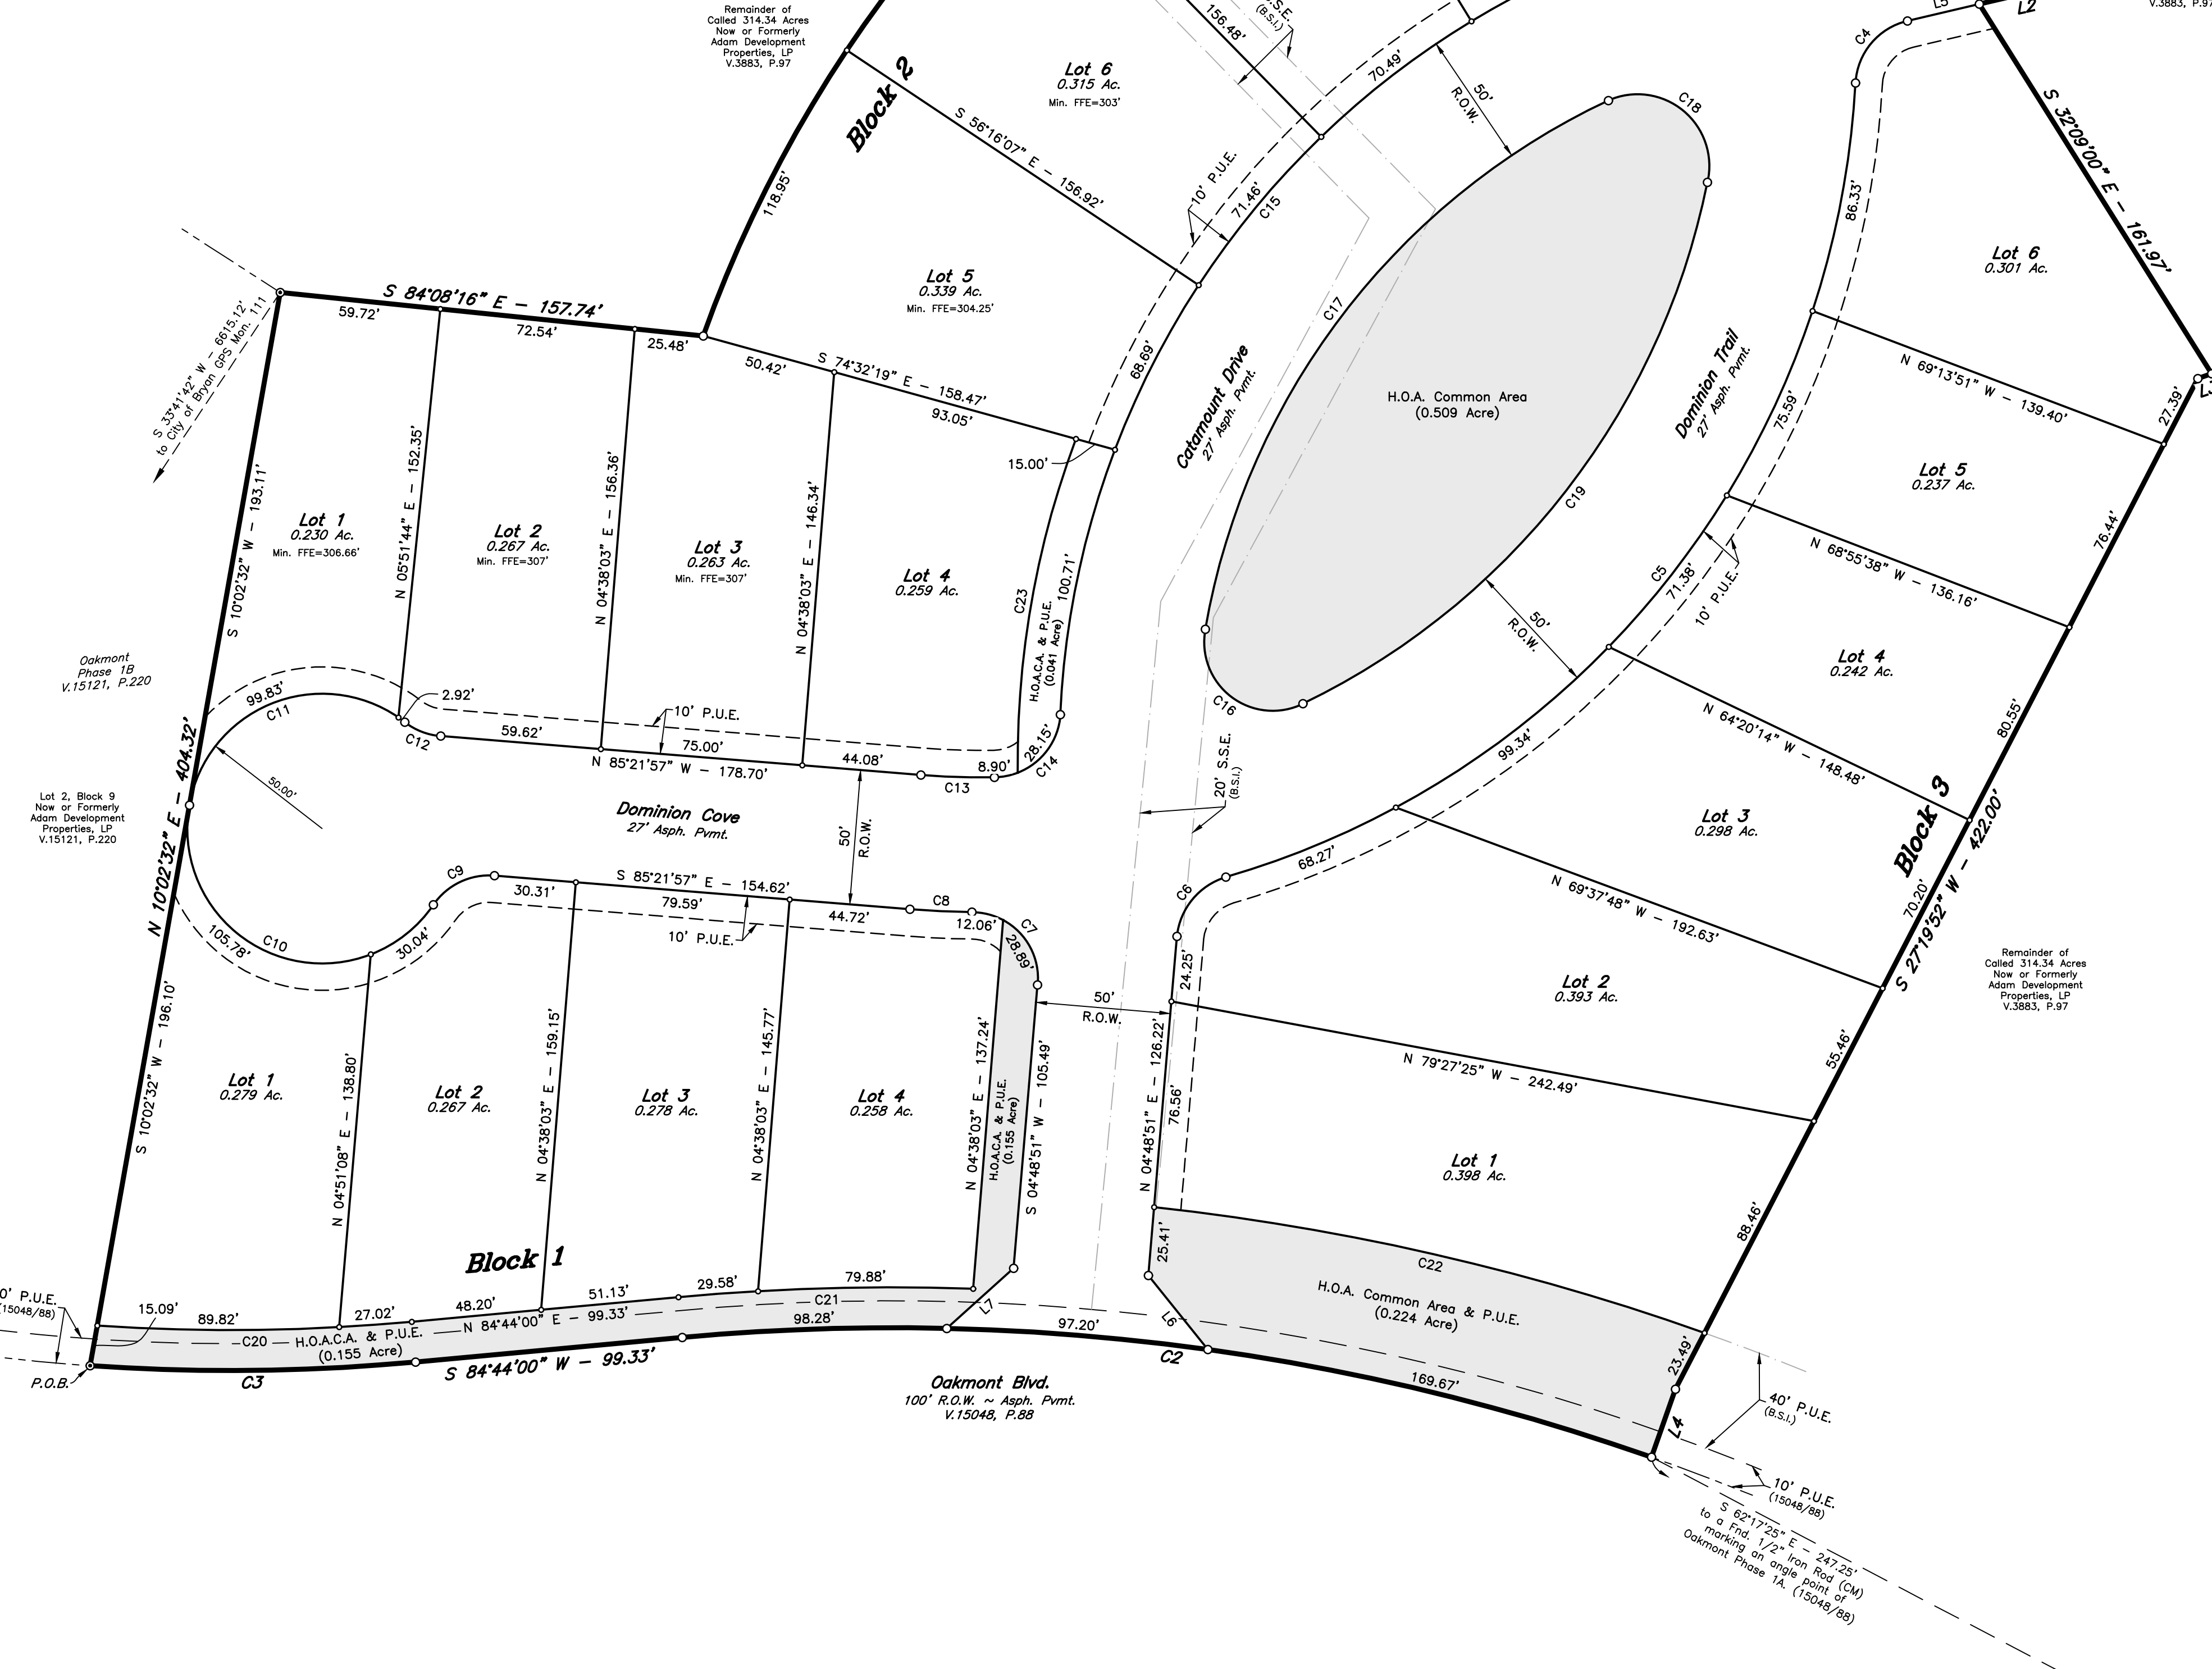 Remainder of
Called 314.34 Acres
Now or Formerly
Adam Development
Properties, LP
V.3883, P.97
Block 2
Lot 6
0.315 Ac.
Min. FFE=303'
156.48'
S.E.
(B.S.I.)
70.49'
50'
R.O.W.
C18
C4
L5
L2
V.3883, P.97
S 32°09'00" E - 161.97'
S 56°16'07" E - 156.92'
118.95'
10' P.U.E.
71.46'
C15
86.33'
Lot 6
0.301 Ac.
Lot 5
0.339 Ac.
Min. FFE=304.25'
C17
S 84°08'16" E - 157.74'
59.72'
72.54'
25.48'
S 33°41'42" W - 6615.12'
to City of Bryan GPS Mon. 111
50.42'
S 74°32'19" E - 158.47'
93.05'
15.00'
68.69'
Catamount Drive
27' Asph. Pvmt.
H.O.A. Common Area
(0.509 Acre)
Dominion Trail
27' Asph. Pvmt.
75.59'
N 69°13'51" W - 139.40'
27.39'
Lot 5
0.237 Ac.
76.44'
C19
S 10°02'32" W - 193.11'
Lot 1
0.230 Ac.
Min. FFE=306.66'
N 05°51'44" E - 152.35'
Lot 2
0.267 Ac.
Min. FFE=307'
N 04°38'03" E - 156.36'
Lot 3
0.263 Ac.
Min. FFE=307'
N 04°38'03" E - 146.34'
Lot 4
0.259 Ac.
C23
H.O.A.C.A. & P.U.E.
(0.041 Acre)
100.71'
C5
71.38'
10' P.U.E.
N 68°55'38" W - 136.16'
Lot 4
0.242 Ac.
50'
R.O.W.
Oakmont
Phase 1B
V.15121, P.220
99.83'
C11
2.92'
C12
59.62'
10' P.U.E.
75.00'
N 85°21'57" W - 178.70'
44.08'
8.90'
28.15'
C14
C13
C16
N 64°20'14" W - 148.48'
80.55'
99.34'
20' S.S.E.
(B.S.I.)
N 10°02'32" E - 404.32'
50.00'
Lot 2, Block 9
Now or Formerly
Adam Development
Properties, LP
V.15121, P.220
Dominion Cove
27' Asph. Pvmt.
50'
R.O.W.
Lot 3
0.298 Ac.
Block 3
68.27'
C6
N 69°37'48" W - 192.63'
70.20'
S 27°19'52" W - 422.00'
C9
30.31'
S 85°21'57" E - 154.62'
79.59'
44.72'
C8
12.06'
C7
28.89'
10' P.U.E.
C10
105.78'
30.04'
24.25'
Lot 2
0.393 Ac.
Remainder of
Called 314.34 Acres
Now or Formerly
Adam Development
Properties, LP
V.3883, P.97
50'
R.O.W.
55.46'
N 79°27'25" W - 242.49'
S 10°02'32" W - 196.10'
Lot 1
0.279 Ac.
N 04°51'08" E - 138.80'
Lot 2
0.267 Ac.
N 04°38'03" E - 159.15'
Lot 3
0.278 Ac.
N 04°38'03" E - 145.77'
Lot 4
0.258 Ac.
N 04°38'03" E - 137.24'
H.O.A.C.A. & P.U.E.
(0.155 Acre)
S 04°48'51" W - 105.49'
N 04°48'51" E - 126.22'
76.56'
Lot 1
0.398 Ac.
88.46'
25.41'
C22
H.O.A. Common Area & P.U.E.
(0.224 Acre)
Block 1
0' P.U.E.
(15048/88)
15.09'
89.82'
27.02'
48.20'
51.13'
29.58'
79.88'
C21
C20
H.O.A.C.A. & P.U.E.
(0.155 Acre)
N 84°44'00" E - 99.33'
98.28'
L7
97.20'
L6
C2
169.67'
23.49'
L4
P.O.B.
C3
S 84°44'00" W - 99.33'
Oakmont Blvd.
100' R.O.W. ~ Asph. Pvmt.
V.15048, P.88
40' P.U.E.
(B.S.I.)
10' P.U.E.
(15048/88)
S 62°17'25" E - 247.25'
to a Fnd. 1/2" Iron Rod (CM)
marking an angle point of
Oakmont Phase 1A. (15048/88)